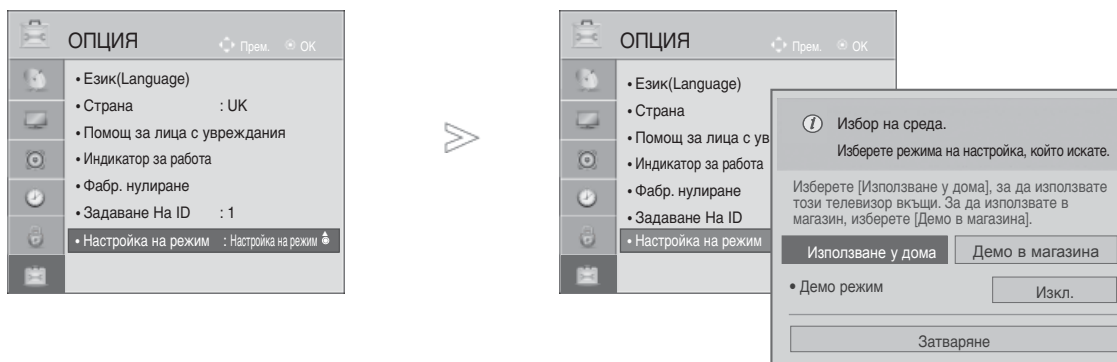 ОПЦИЯ
Прем. OK
• Език(Language)
• Страна : UK
• Помощ за лица с увреждания
• Индикатор за работа
• Фабр. нулиране
• Задаване На ID : 1
• Настройка на режим : Настройка на режим
ОПЦИЯ
Прем. OK
• Език(Language)
• Страна
• Помощ за лица с ув
• Индикатор за работа
• Фабр. нулиране
• Задаване На ID
• Настройка на режим
i Избор на среда.
Изберете режима на настройка, който искате.
Изберете [Използване у дома], за да използвате
този телевизор вкъщи. За да използвате в
магазин, изберете [Демо в магазина].
Използване у дома Демо в магазина
• Демо режим Изкл.
Затваряне